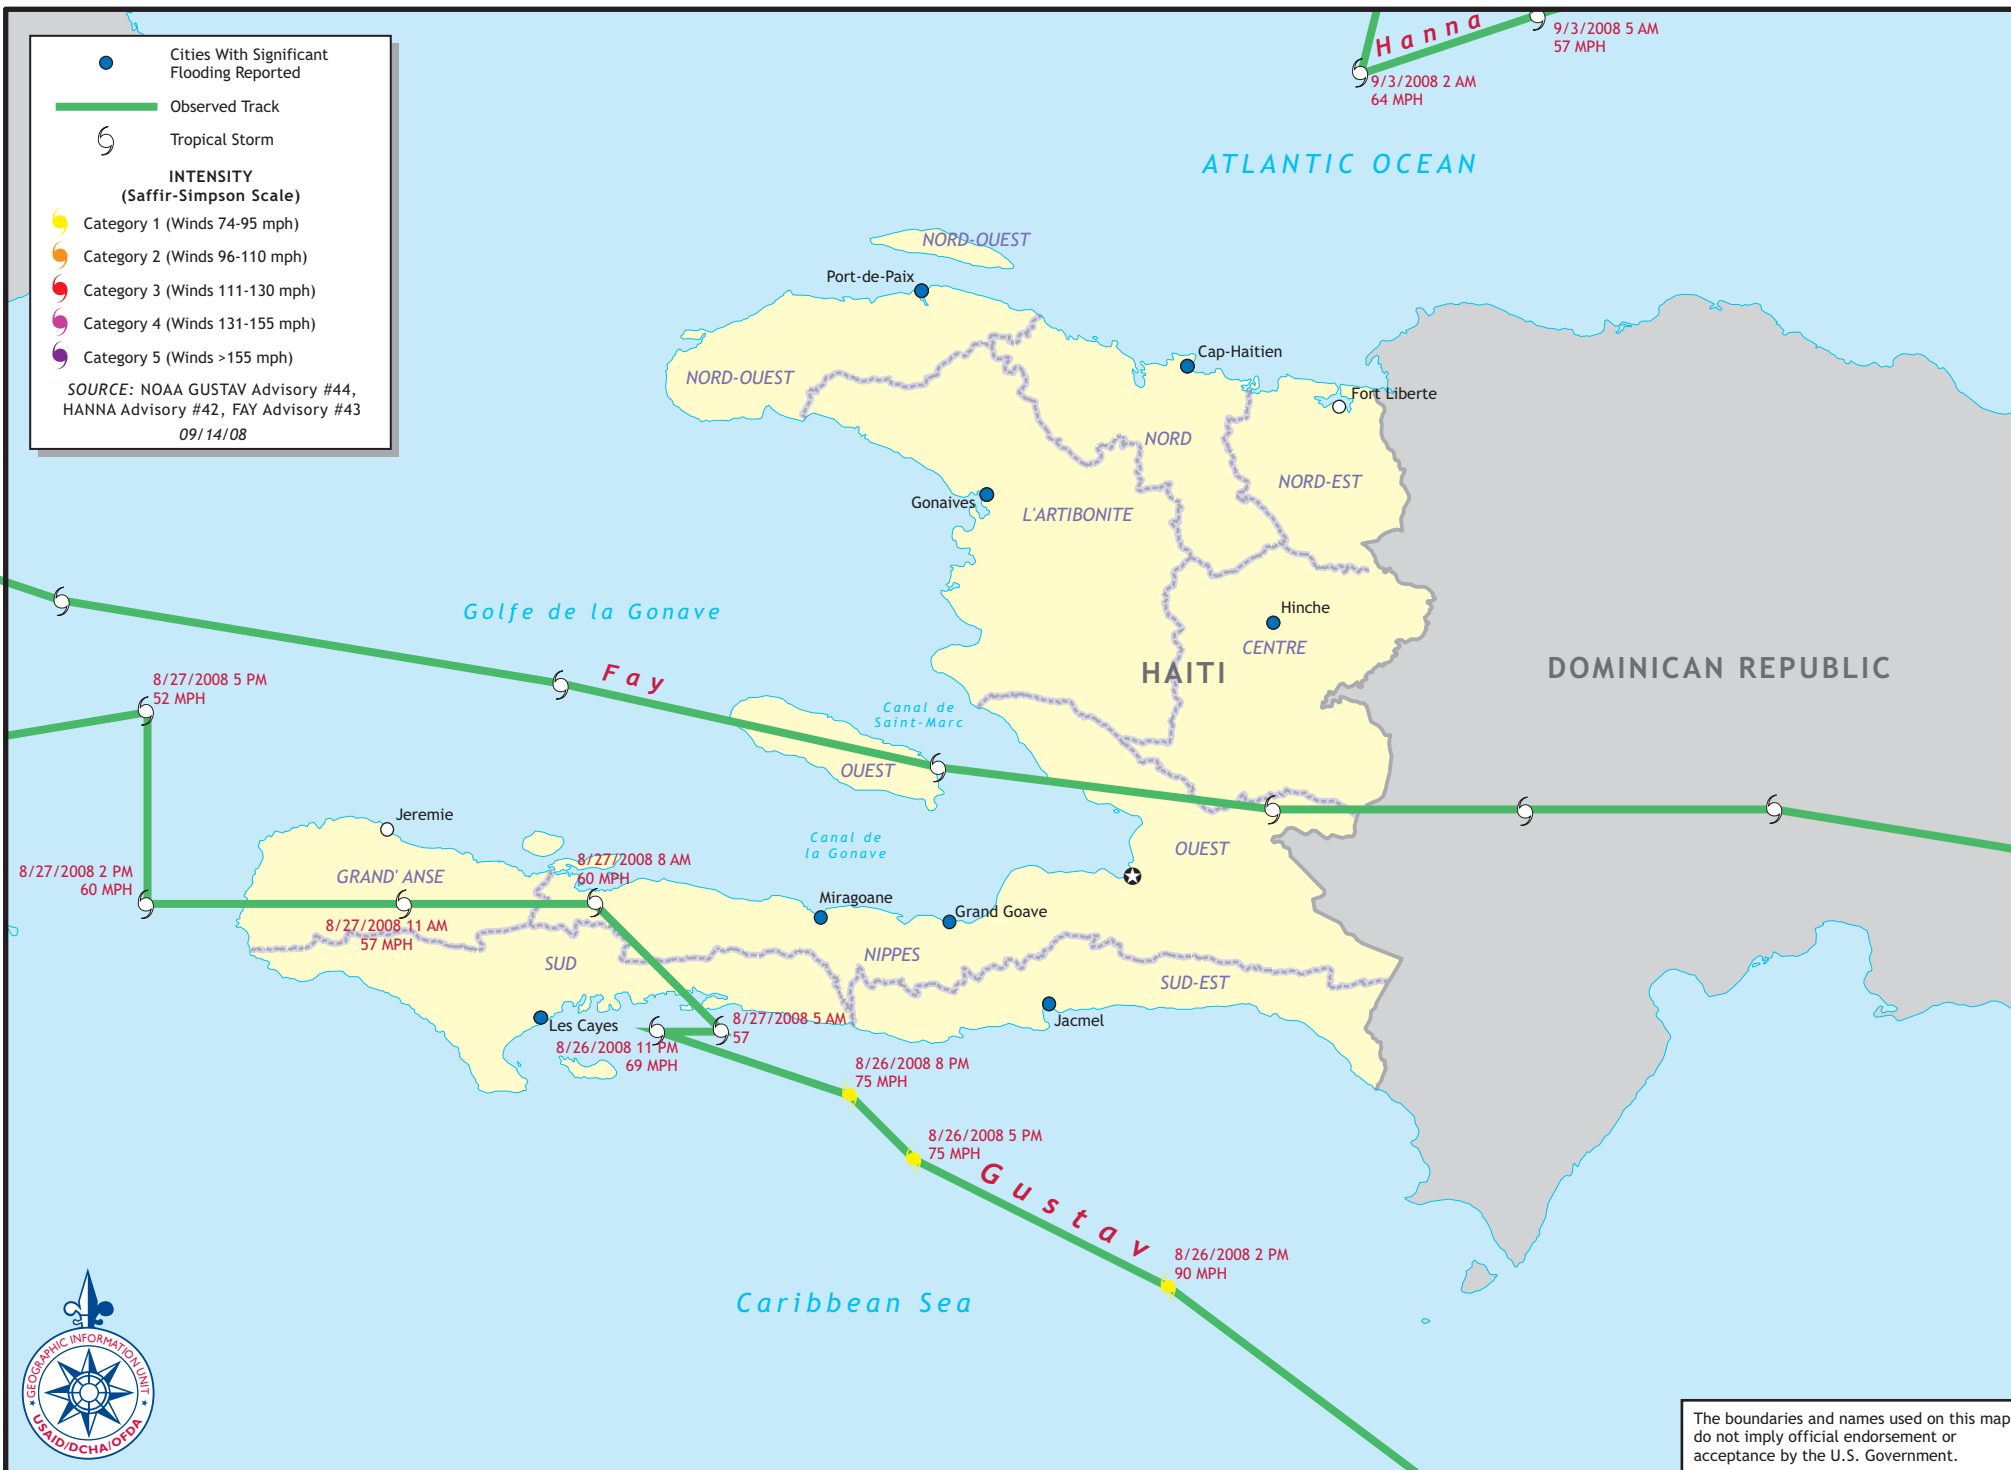 Cities With Significant
Flooding Reported
Observed Track
Tropical Storm
INTENSITY
(Saffir-Simpson Scale)
Category 1 (Winds 74-95 mph)
Category 2 (Winds 96-110 mph)
Category 3 (Winds 111-130 mph)
Category 4 (Winds 131-155 mph)
Category 5 (Winds >155 mph)
SOURCE: NOAA GUSTAV Advisory #44,
HANNA Advisory #42, FAY Advisory #43
09/14/08
Hanna
9/3/2008 5 AM
57 MPH
9/3/2008 2 AM
64 MPH
ATLANTIC OCEAN
NORD-OUEST
Port-de-Paix
Cap-Haitien
NORD-OUEST
Fort Liberte
NORD
NORD-EST
Gonaives
L'ARTIBONITE
Golfe de la Gonave
Hinche
CENTRE
HAITI
DOMINICAN REPUBLIC
Fay
8/27/2008 5 PM
52 MPH
Canal de
Saint-Marc
OUEST
Jeremie
Canal de
la Gonave
OUEST
8/27/2008 8 AM
60 MPH
8/27/2008 2 PM
60 MPH
GRAND' ANSE
Miragoane
Grand Goave
8/27/2008 11 AM
57 MPH
NIPPES
SUD
SUD-EST
Les Cayes
8/27/2008 5 AM
57
Jacmel
8/26/2008 11 PM
69 MPH
8/26/2008 8 PM
75 MPH
8/26/2008 5 PM
75 MPH
Gustav
8/26/2008 2 PM
90 MPH
Caribbean Sea
GEOGRAPHIC INFORMATION UNIT
USAID/DCHA/OFDA
The boundaries and names used on this map
do not imply official endorsement or
acceptance by the U.S. Government.